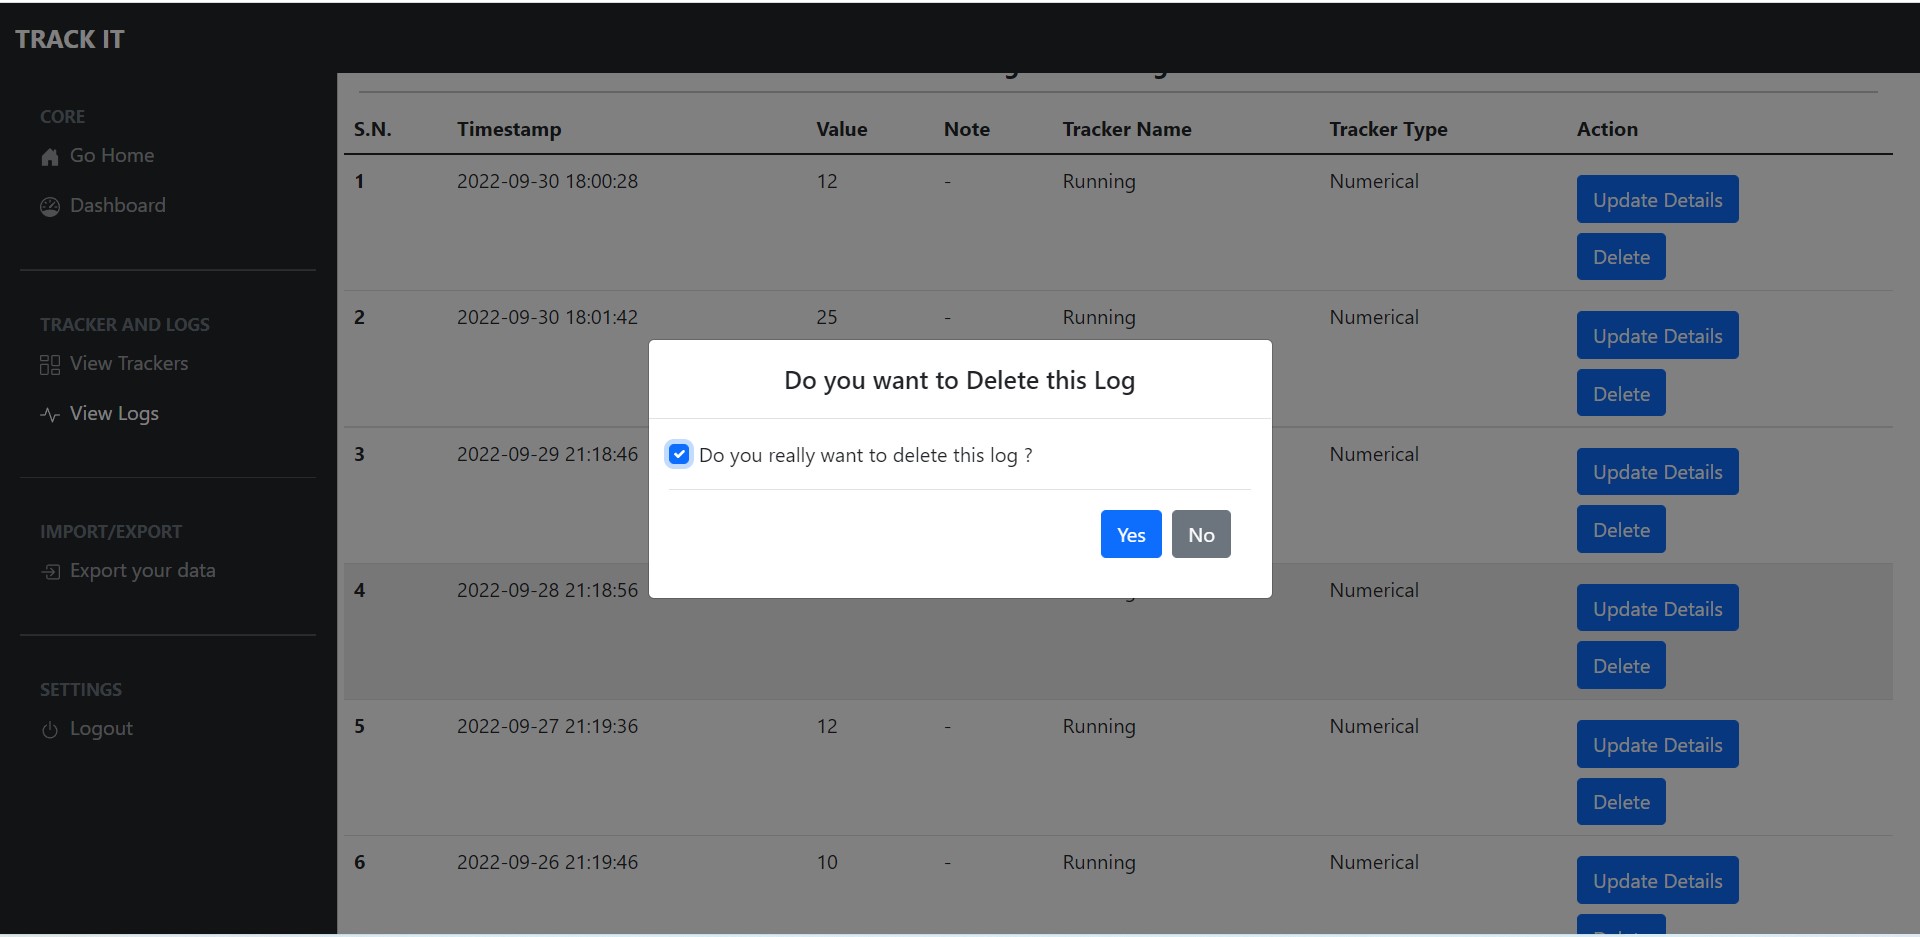 TRACK IT
CORE
Go Home
Dashboard
TRACKER AND LOGS
View Trackers
View Logs
IMPORT/EXPORT
Export your data
SETTINGS
Logout
S.N. Timestamp Value Note Tracker Name Tracker Type Action
1 2022-09-30 18:00:28 12 - Running Numerical Update Details
Delete
2 2022-09-30 18:01:42 25 - Running Numerical Update Details
Delete
3 2022-09-29 21:18:46 Numerical Update Details
Delete
4 2022-09-28 21:18:56 Numerical Update Details
Delete
5 2022-09-27 21:19:36 12 - Running Numerical Update Details
Delete
6 2022-09-26 21:19:46 10 - Running Numerical Update Details
Do you want to Delete this Log
Do you really want to delete this log ?
Yes No